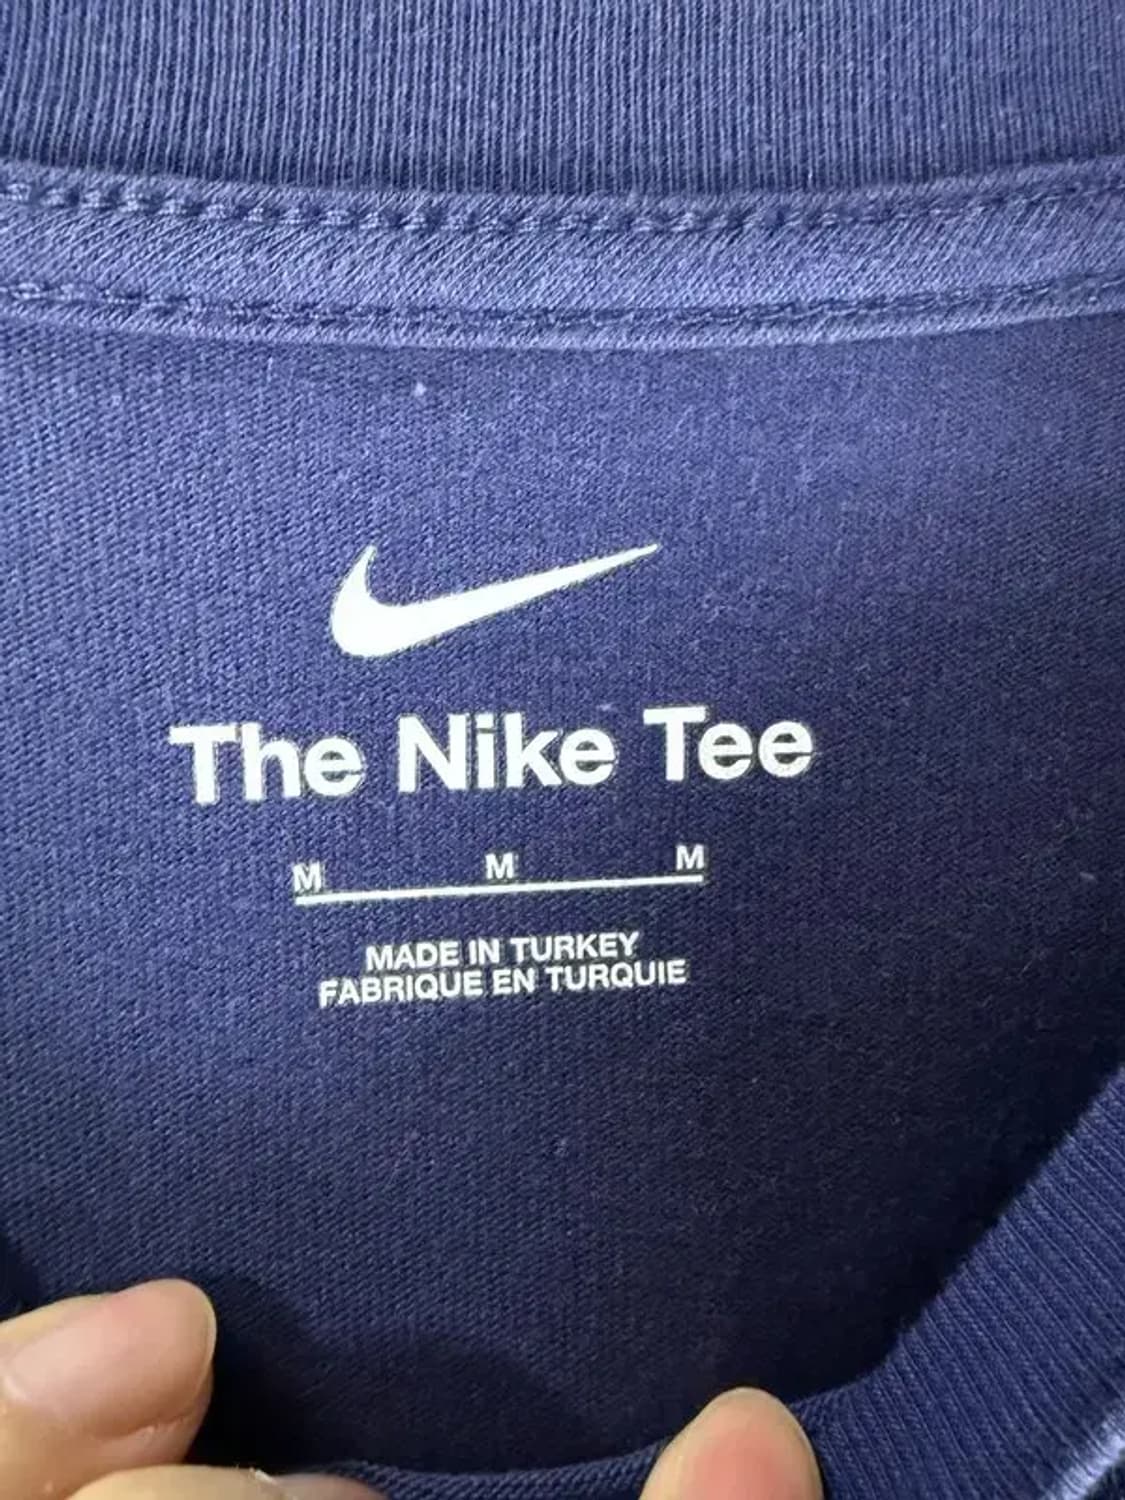 The Nike Tee
M M M
MADE IN TURKEY
FABRIQUE EN TURQUIE